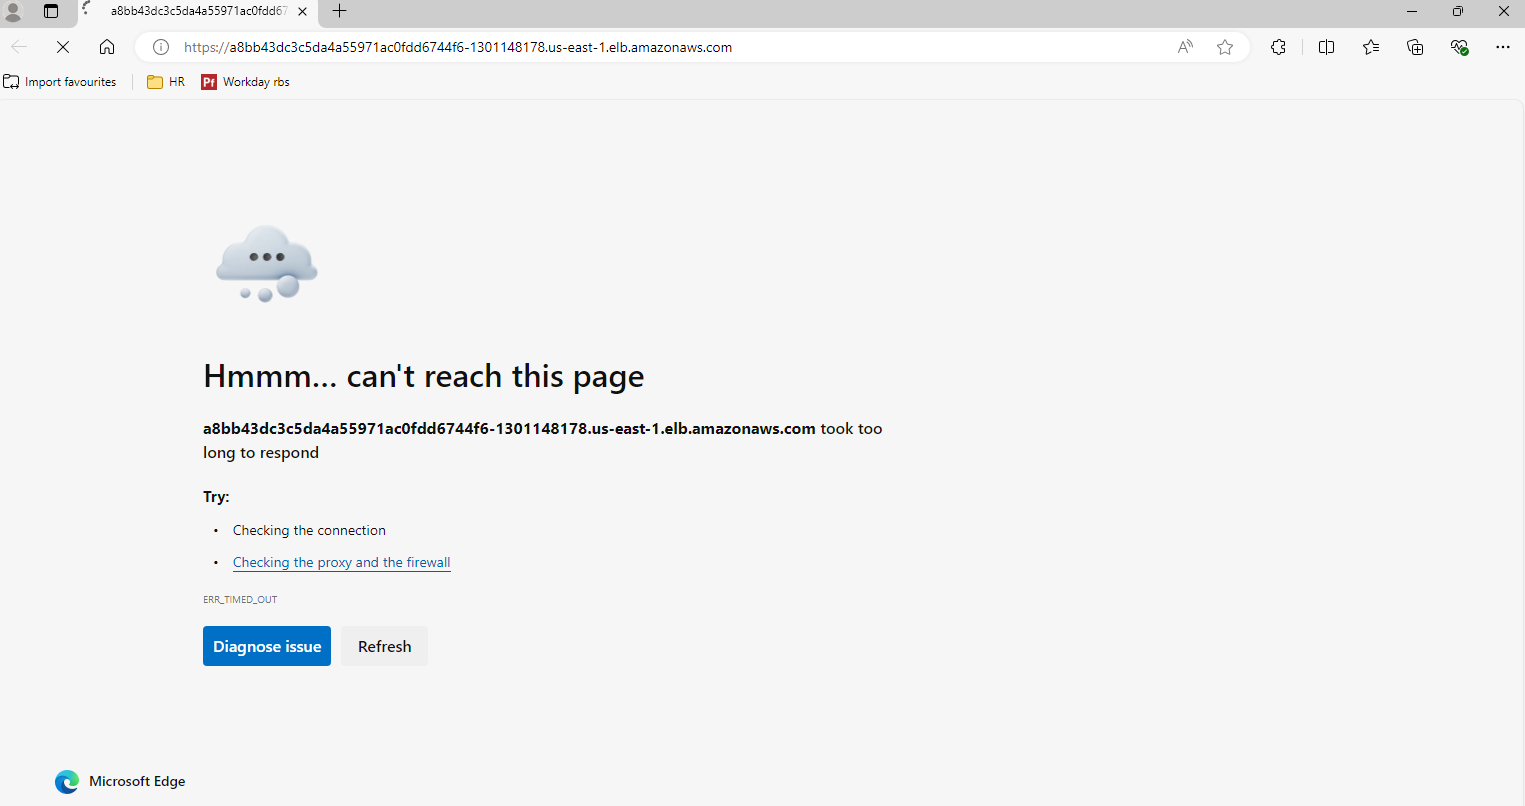 a8bb43dc3c5da4a55971ac0fdd67
https://a8bb43dc3c5da4a55971ac0fdd6744f6-1301148178.us-east-1.elb.amazonaws.com
Import favourites
HR
Workday rbs
Hmmm... can't reach this page
a8bb43dc3c5da4a55971ac0fdd6744f6-1301148178.us-east-1.elb.amazonaws.com took too
long to respond
Try:
• Checking the connection
• Checking the proxy and the firewall
ERR_TIMED_OUT
Diagnose issue
Refresh
Microsoft Edge